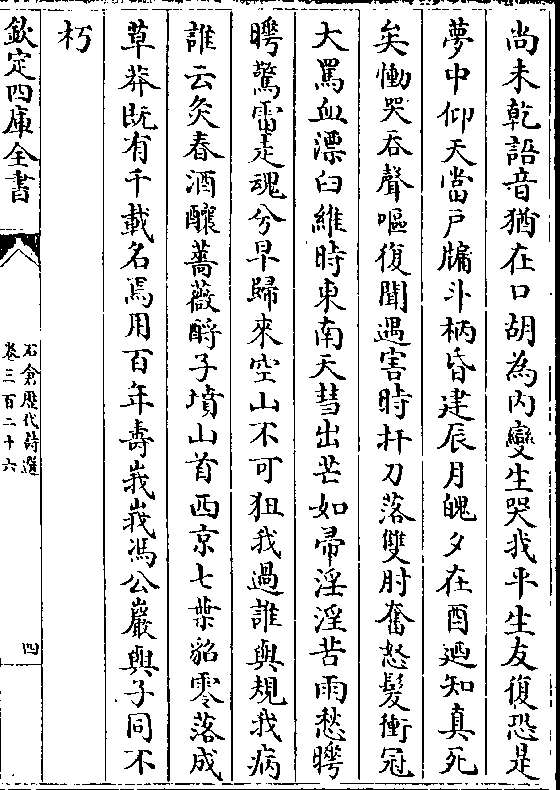 尚未乾語音猶在口胡為内變生哭我平生友復恐是
夢中仰天當戸牖斗柄昏建辰月魄夕在酉廼知真死
矣慟哭吞聲嘔復聞遇害時扞刀落雙肘奮怒髮衝冠
大罵血漂臼維時東南天彗出芒如帚淫淫苦雨愁䀻
䀻驚雷走魂兮早歸來空山不可狃我過誰與規我病
誰云灸春酒釀薔薇酹子墳山首西京七葉貂零落成
草莽既有千載名焉用百年壽峩峩馮公巖與子同不
朽
欽定四庫全書
石倉歴代詩選
卷三百二十六
四